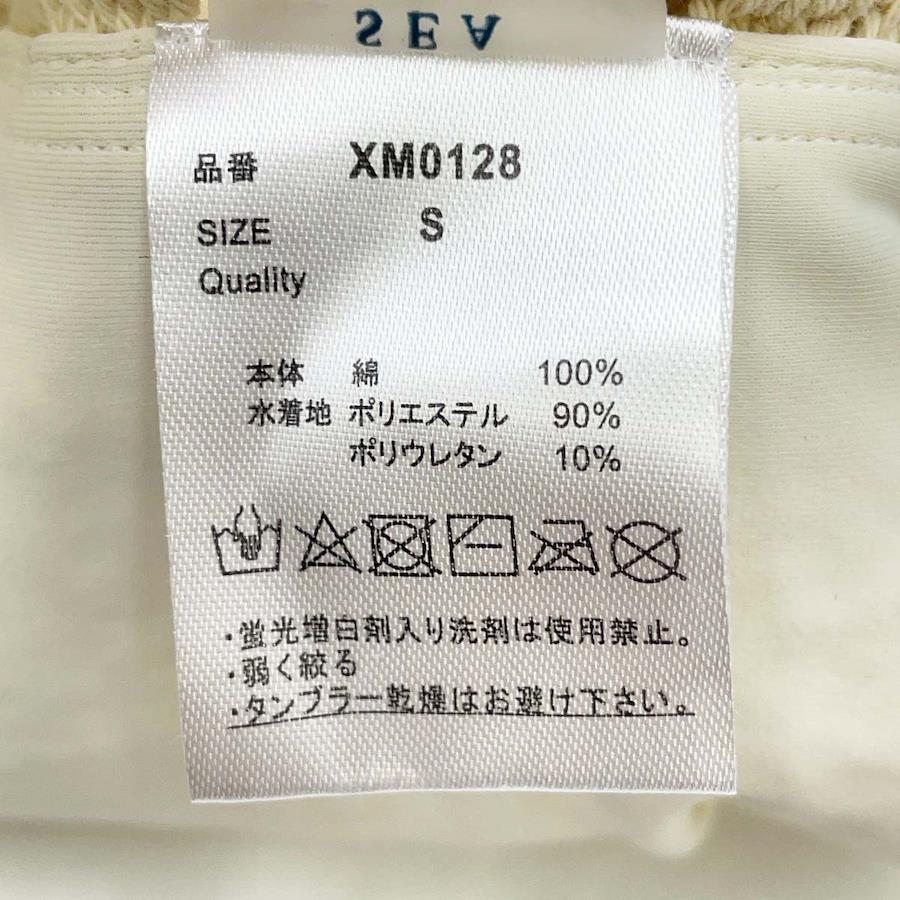 SEA
品番 XM0128
SIZE S
Quality
本体 綿 100%
水着地 ポリエステル 90%
ポリウレタン 10%
・蛍光増白剤入り洗剤は使用禁止。
・弱く絞る
・タンブラー乾燥はお避け下さい。